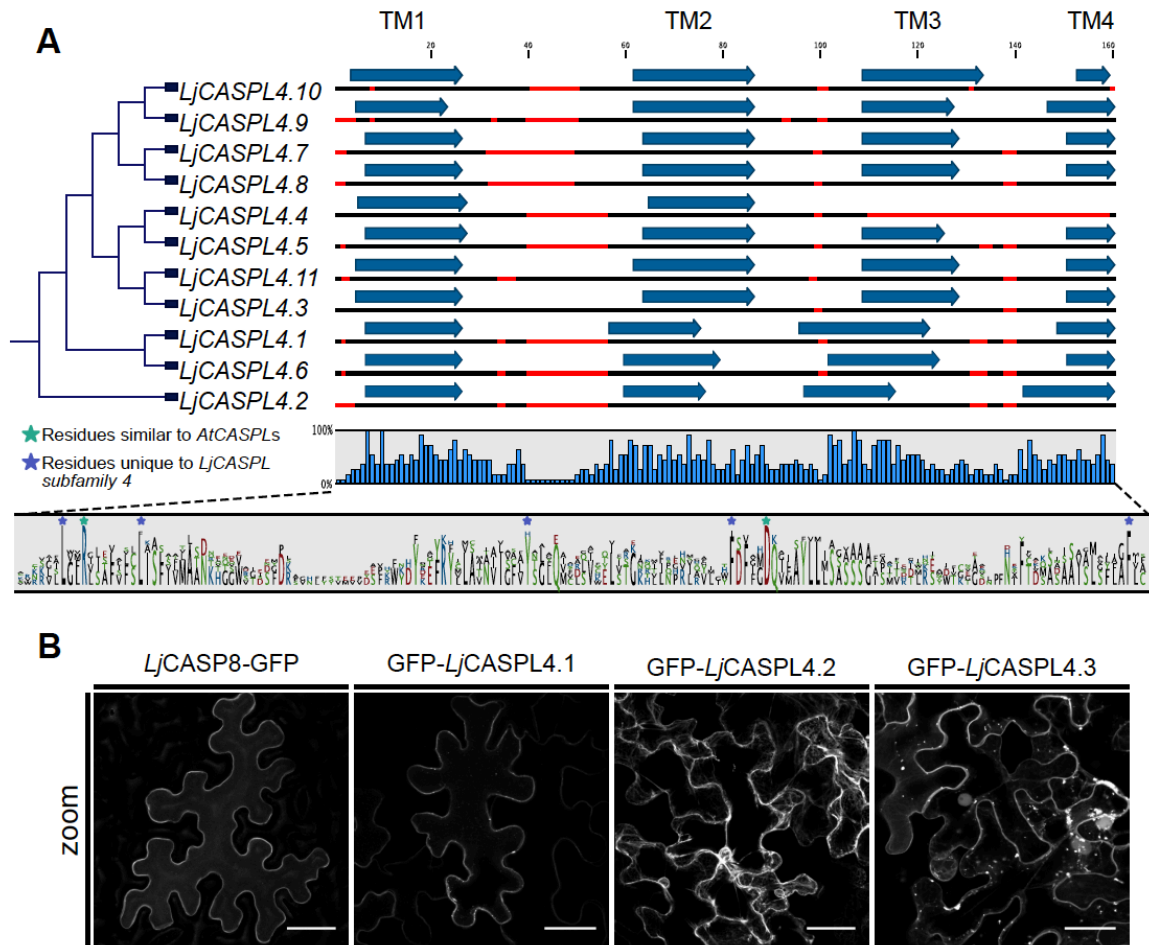 A
TM1 TM2 TM3 TM4
20 40 60 80 100 120 140 160
LjCASPL4.10
LjCASPL4.9
LjCASPL4.7
LjCASPL4.8
LjCASPL4.4
LjCASPL4.5
LjCASPL4.11
LjCASPL4.3
LjCASPL4.1
LjCASPL4.6
LjCASPL4.2
Residues similar to AtCASPLs
Residues unique to LjCASPL
subfamily 4
100%
0%
B
LjCASP8-GFP GFP-LjCASPL4.1 GFP-LjCASPL4.2 GFP-LjCASPL4.3
zoom